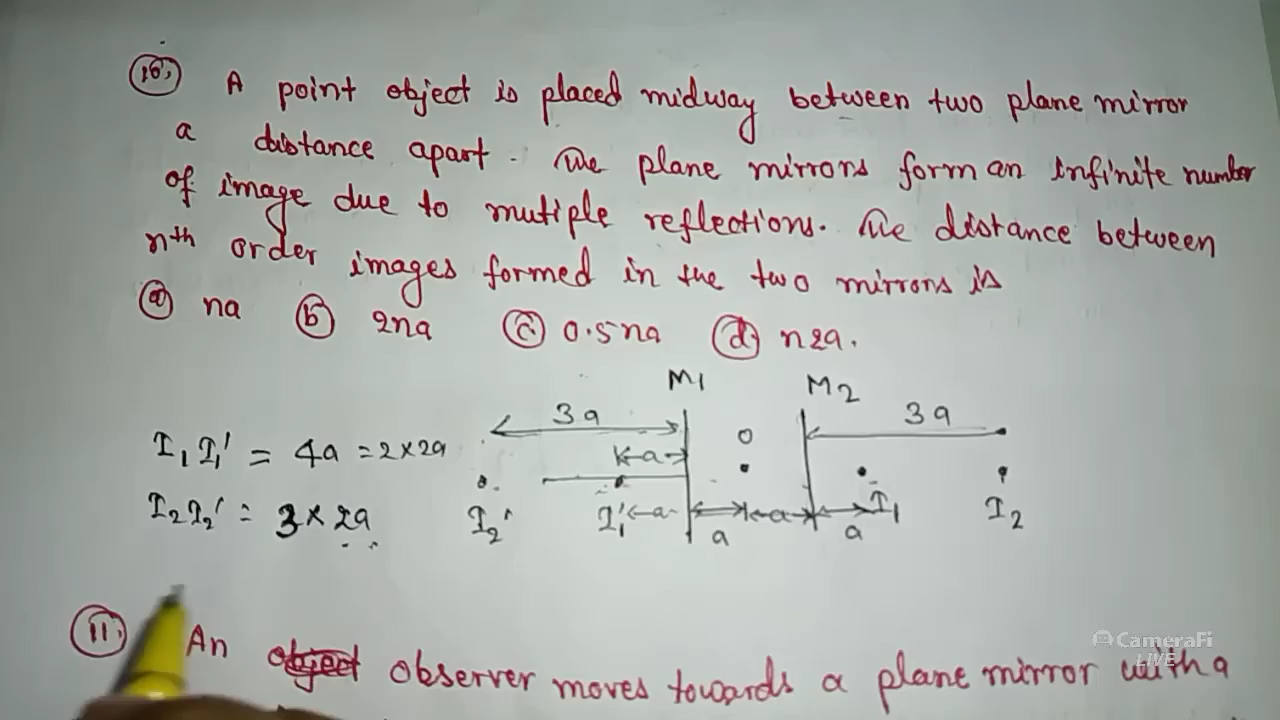 10. A point object is placed midway between two plane mirror
a distance apart. The plane mirrors form an infinite number
of image due to mutiple reflections. The distance between
nth order images formed in the two mirrors is
a na b 2na c 0.5na d. n2a.
M1 M2
3a 3a
I₁I₁' = 4a = 2×2a
a
O
I₂I₂' = 3×2a
I₂' I₁' a a a a I₁ I₂
11. An object observer moves towards a plane mirror with a
CameraFi
LIVE